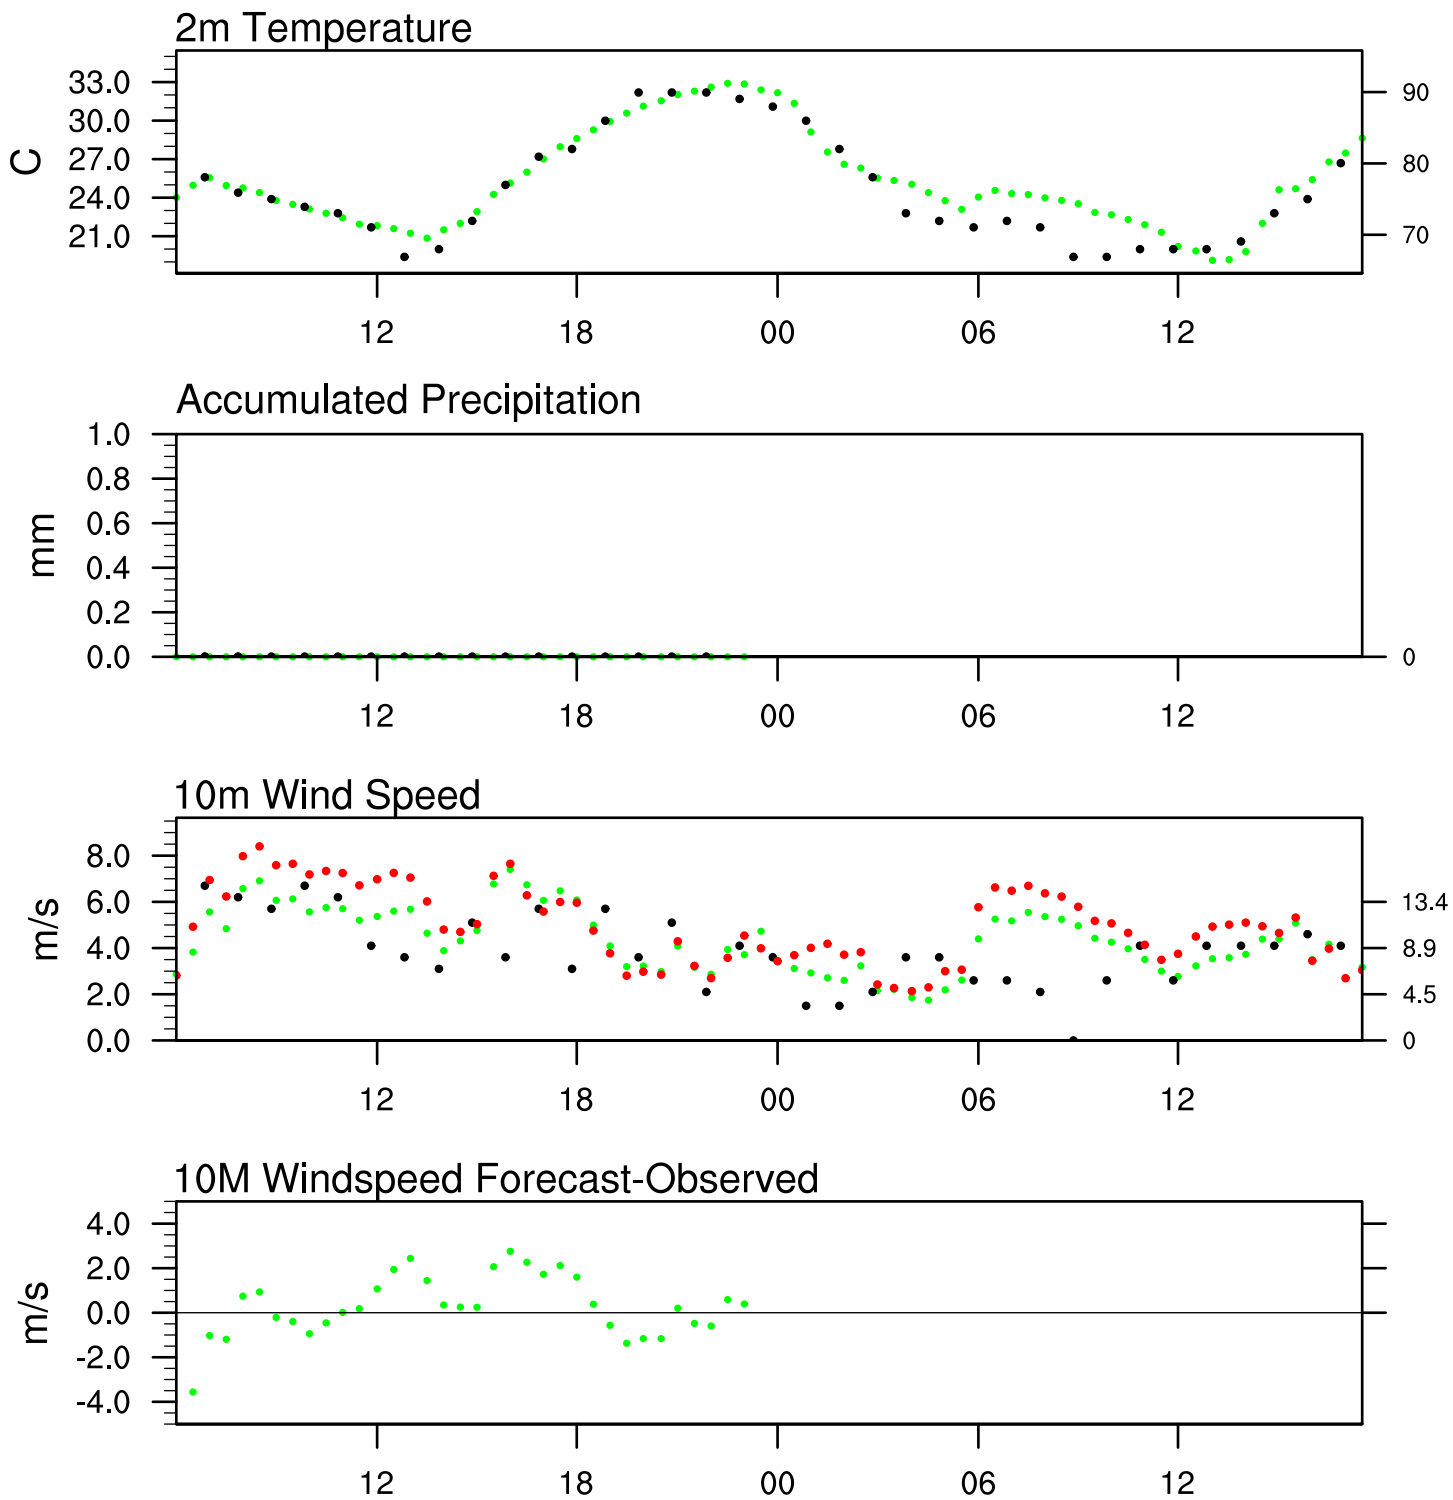 2m Temperature
33.0
30.0
27.0
24.0
21.0
C
90
80
70
12 18 00 06 12
Accumulated Precipitation
1.0
0.8
0.6
0.4
0.2
0.0
mm
0
12 18 00 06 12
10m Wind Speed
8.0
6.0
4.0
2.0
0.0
m/s
13.4
8.9
4.5
0
12 18 00 06 12
10M Windspeed Forecast-Observed
4.0
2.0
0.0
-2.0
-4.0
m/s
12 18 00 06 12